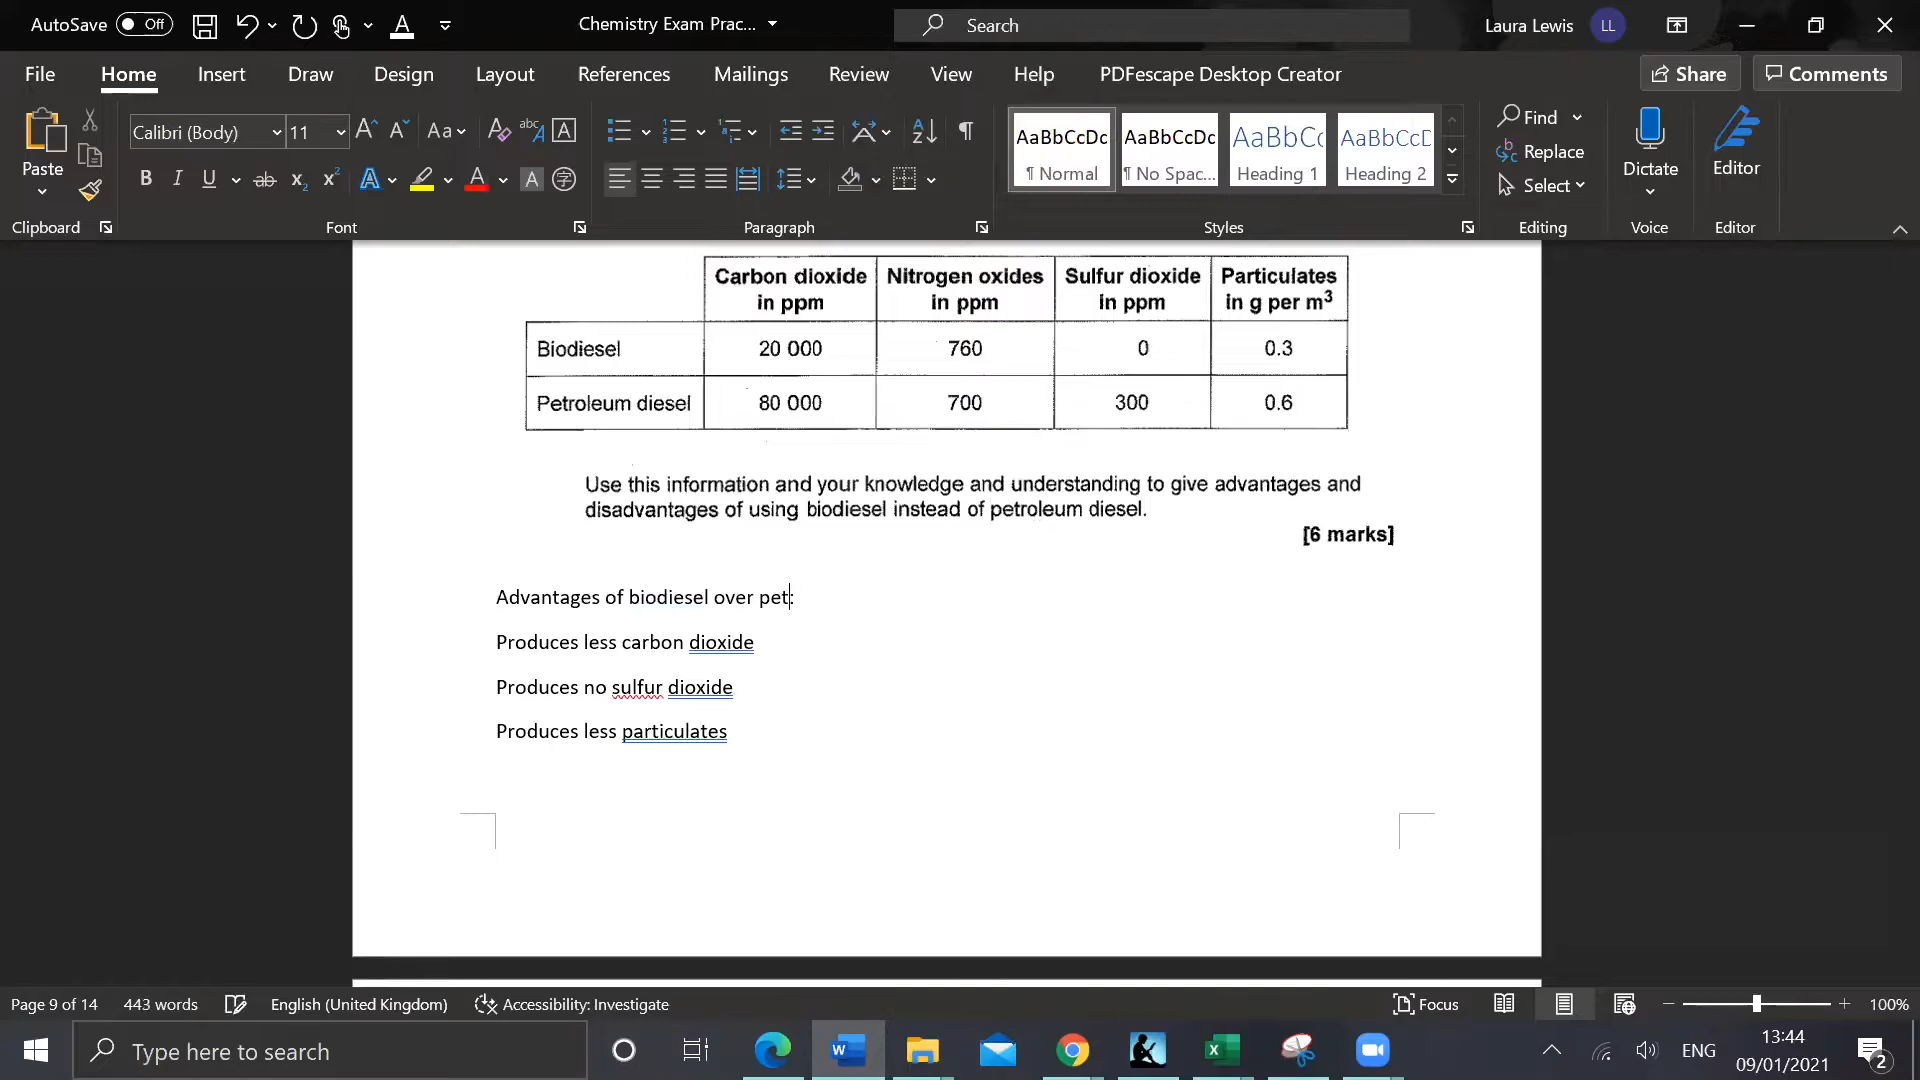 AutoSave Off
Chemistry Exam Prac...
Search
Laura Lewis LL
File Home Insert Draw Design Layout References Mailings Review View Help PDFescape Desktop Creator
Share Comments
Paste
Calibri (Body) 11
Aa
abc A
B I U ab x₂ x²
AaBbCcDc AaBbCcDc AaBbCc AaBbCcD
¶ Normal ¶ No Spac... Heading 1 Heading 2
Find
Replace
Select
Dictate
Editor
Clipboard Font Paragraph Styles Editing Voice Editor
Carbon dioxide in ppm Nitrogen oxides in ppm Sulfur dioxide in ppm Particulates in g per m³
Biodiesel 20 000 760 0 0.3
Petroleum diesel 80 000 700 300 0.6
Use this information and your knowledge and understanding to give advantages and
disadvantages of using biodiesel instead of petroleum diesel.
[6 marks]
Advantages of biodiesel over pet:
Produces less carbon dioxide
Produces no sulfur dioxide
Produces less particulates
Page 9 of 14 443 words English (United Kingdom) Accessibility: Investigate
Focus 100%
Type here to search
ENG
13:44
09/01/2021
2